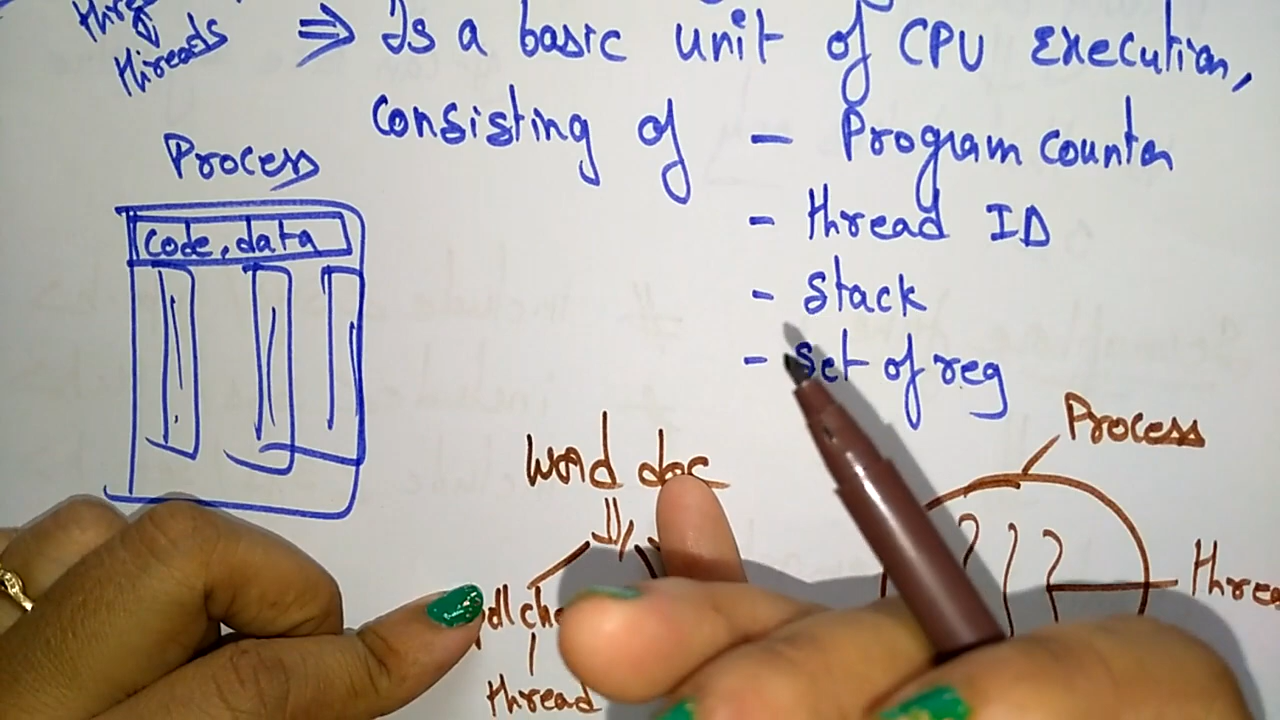 threads
⇒ Is a basic unit of CPU execution,
consisting of - Program counter
- thread ID
- Stack
- Set of reg
Process
code, data
word doc
thread
Process